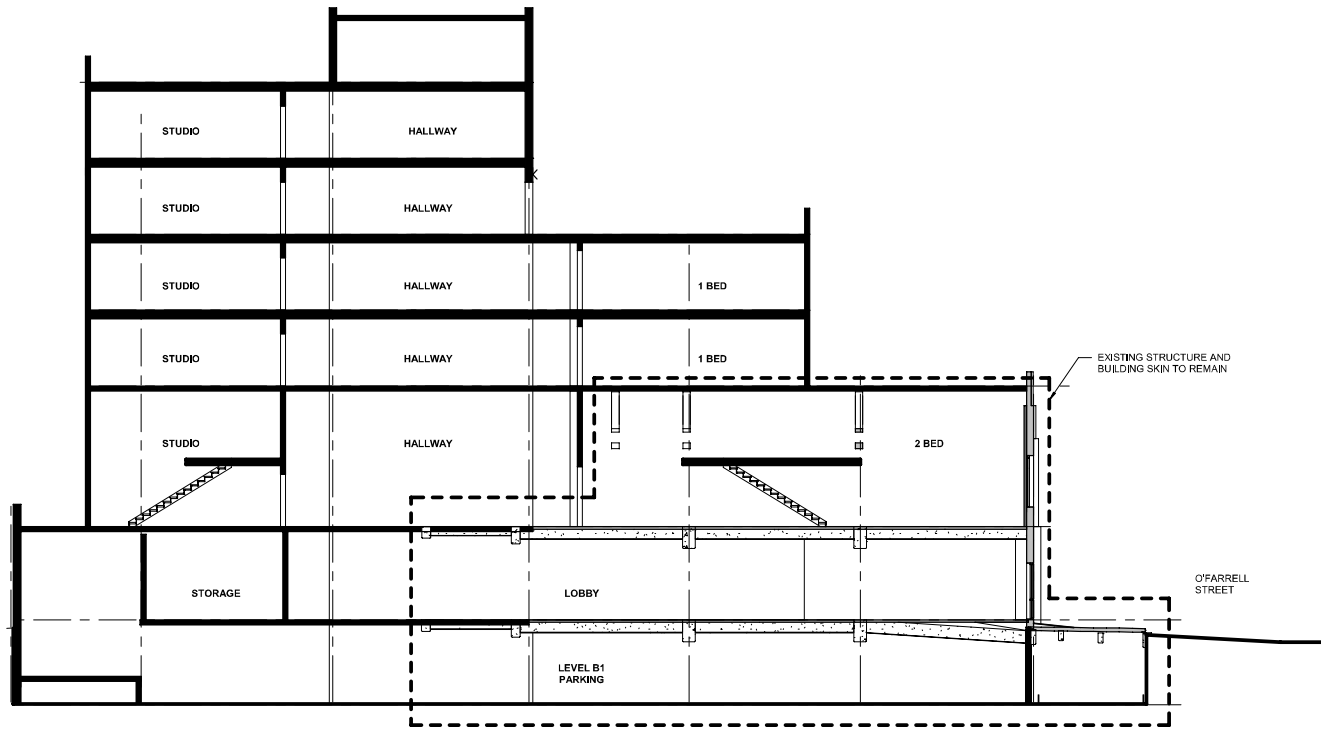 STUDIO
HALLWAY
STUDIO
HALLWAY
STUDIO
HALLWAY
1 BED
STUDIO
HALLWAY
1 BED
EXISTING STRUCTURE AND
BUILDING SKIN TO REMAIN
STUDIO
HALLWAY
2 BED
STORAGE
LOBBY
O'FARRELL
STREET
LEVEL B1
PARKING